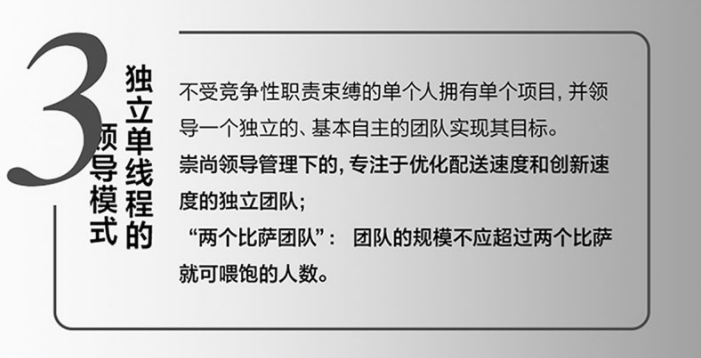 3
独立单线程的
领导模式
不受竞争性职责束缚的单个人拥有单个项目，并领
导一个独立的、基本自主的团队实现其目标。
崇尚领导管理下的，专注于优化配送速度和创新速
度的独立团队；
“两个比萨团队”： 团队的规模不应超过两个比萨
就可喂饱的人数。